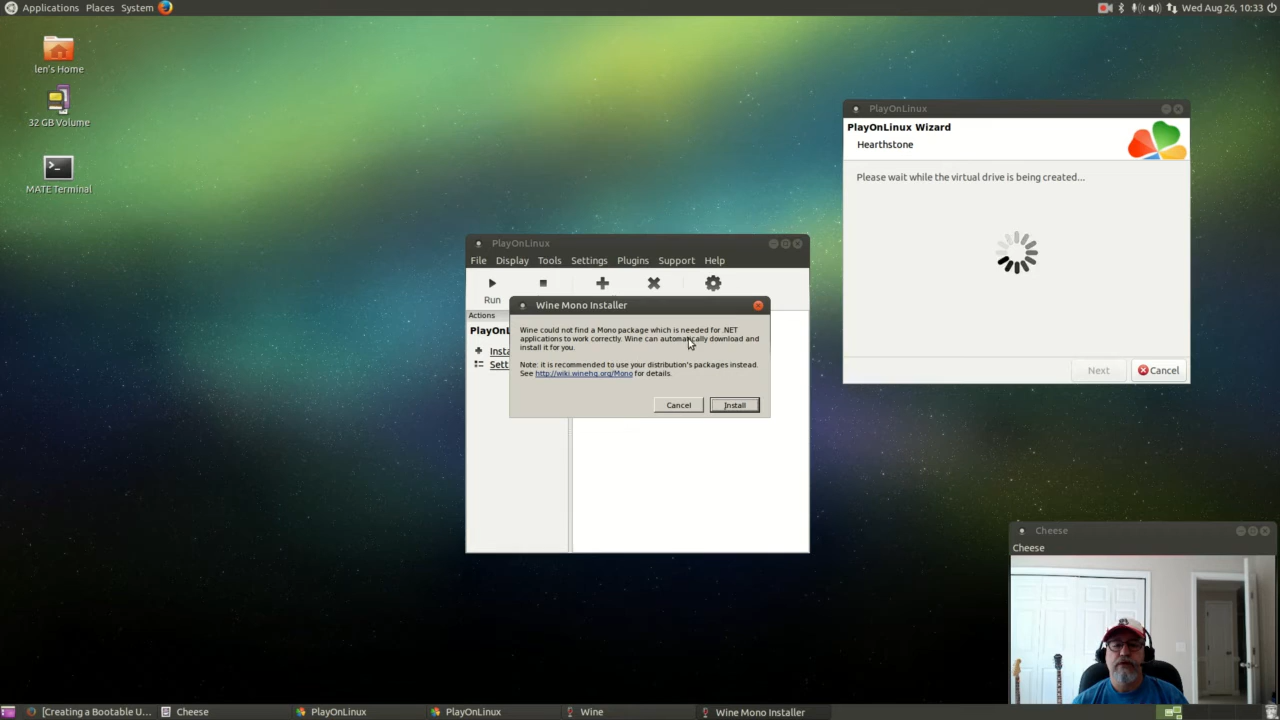 Applications Places System
Wed Aug 26, 10:33
len's Home
32 GB Volume
MATE Terminal
PlayOnLinux
PlayOnLinux Wizard
Hearthstone
Please wait while the virtual drive is being created...
Next
Cancel
PlayOnLinux
File Display Tools Settings Plugins Support Help
Run
Actions
PlayOnL
Insta
Sett
Wine Mono Installer
Wine could not find a Mono package which is needed for .NET
applications to work correctly. Wine can automatically download and
install it for you.
Note: it is recommended to use your distribution's packages instead.
See http://wiki.winehq.org/Mono for details.
Cancel
Install
Cheese
Cheese
[Creating a Bootable U...
Cheese
PlayOnLinux
PlayOnLinux
Wine
Wine Mono Installer